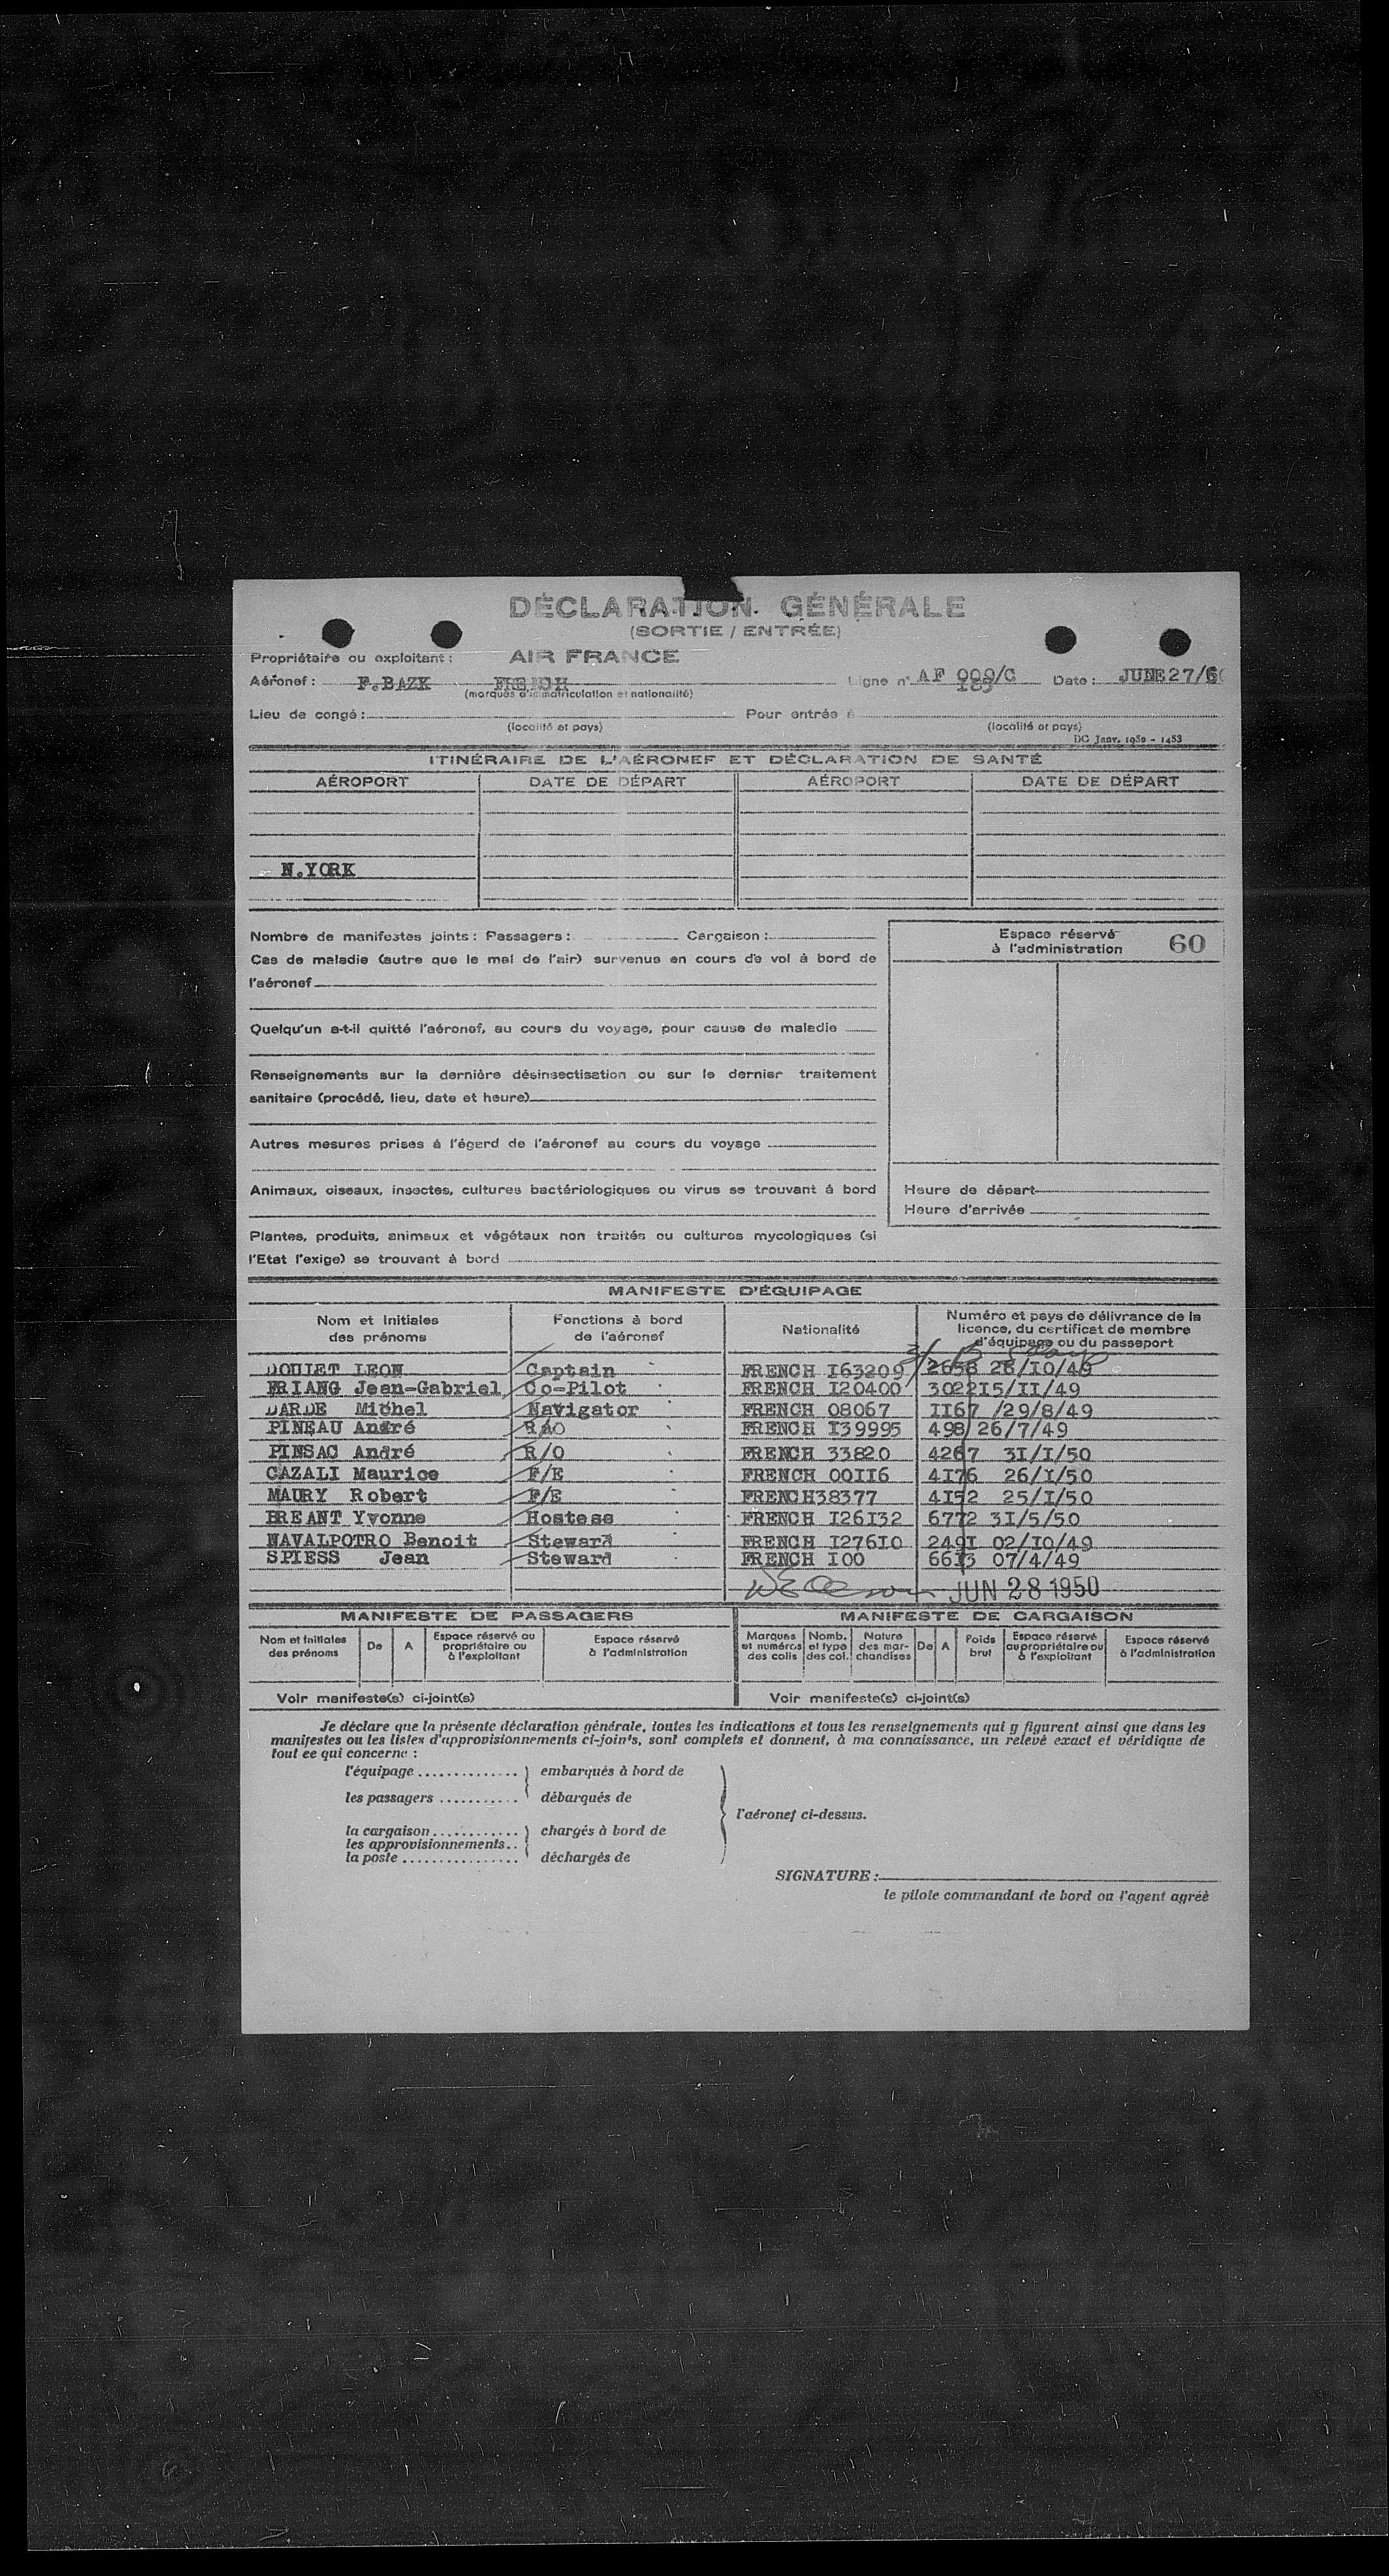 DÉCLARATION GÉNÉRALE
(SORTIE / ENTRÉE)
Propriétaire ou exploitant : AIR FRANCE
Aéronef : F.BAZK FRENCH Ligne n° AF 009/C Date : JUNE 27/
(marques d'immatriculation et nationalité)
Lieu de congé : Pour entrée à
(localité et pays) (localité et pays)
DG Janv. 1950 - 1453
ITINÉRAIRE DE L'AÉRONEF ET DÉCLARATION DE SANTÉ
AÉROPORT DATE DE DÉPART AÉROPORT DATE DE DÉPART
N.YORK
Nombre de manifestes joints : Passagers : Cargaison :
Cas de maladie (autre que le mal de l'air) survenus en cours de vol à bord de
l'aéronef
Quelqu'un a-t-il quitté l'aéronef, au cours du voyage, pour cause de maladie
Renseignements sur la dernière désinsectisation ou sur le dernier traitement
sanitaire (procédé, lieu, date et heure)
Autres mesures prises à l'égard de l'aéronef au cours du voyage
Animaux, oiseaux, insectes, cultures bactériologiques ou virus se trouvant à bord
Plantes, produits, animaux et végétaux non traités ou cultures mycologiques (si
l'Etat l'exige) se trouvant à bord
Espace réservé
à l'administration 60
Heure de départ
Heure d'arrivée
MANIFESTE D'ÉQUIPAGE
Nom et Initiales
des prénoms
Fonctions à bord
de l'aéronef
Nationalité
Numéro et pays de délivrance de la
licence, du certificat de membre
d'équipage ou du passeport
DOUIET LEON Captain FRENCH I63209 2658 28/I0/49
FRIANG Jean-Gabriel Co-Pilot FRENCH I20400 3022 I5/II/49
DARDE Michel Navigator FRENCH 08067 II67 /29/8/49
PINEAU André R/O FRENCH I39995 498/ 26/7/49
PINSAC André R/O FRENCH 33820 4267 3I/I/50
CAZALI Maurice F/E FRENCH 00II6 4I76 26/I/50
MAURY Robert F/E FRENCH38377 4I52 25/I/50
BREANT Yvonne Hostess FRENCH I26I32 6772 3I/5/50
NAVALPOTRO Benoit Steward FRENCH I276I0 249I 02/I0/49
SPIESS Jean Steward FRENCH I00 66I3 07/4/49
JUN 28 1950
MANIFESTE DE PASSAGERS MANIFESTE DE CARGAISON
Nom et Initiales
des prénoms
De A
Espace réservé au
propriétaire ou
à l'exploitant
Espace réservé
à l'administration
Marques
et numéros
des colis
Nomb.
et type
des col.
Nature
des mar-
chandises
De A
Poids
brut
Espace réservé
au propriétaire ou
à l'exploitant
Espace réservé
à l'administration
Voir manifeste(s) ci-joint(s) Voir manifeste(s) ci-joint(s)
Je déclare que la présente déclaration générale, toutes les indications et tous les renseignements qui y figurent ainsi que dans les
manifestes ou les listes d'approvisionnements ci-joints, sont complets et donnent, à ma connaissance, un relevé exact et véridique de
tout ce qui concerne :
l'équipage .............. embarqués à bord de
les passagers ........... débarqués de
l'aéronef ci-dessus.
la cargaison ............ chargés à bord de
les approvisionnements..
la poste ................ déchargés de
SIGNATURE :
le pilote commandant de bord ou l'agent agréé